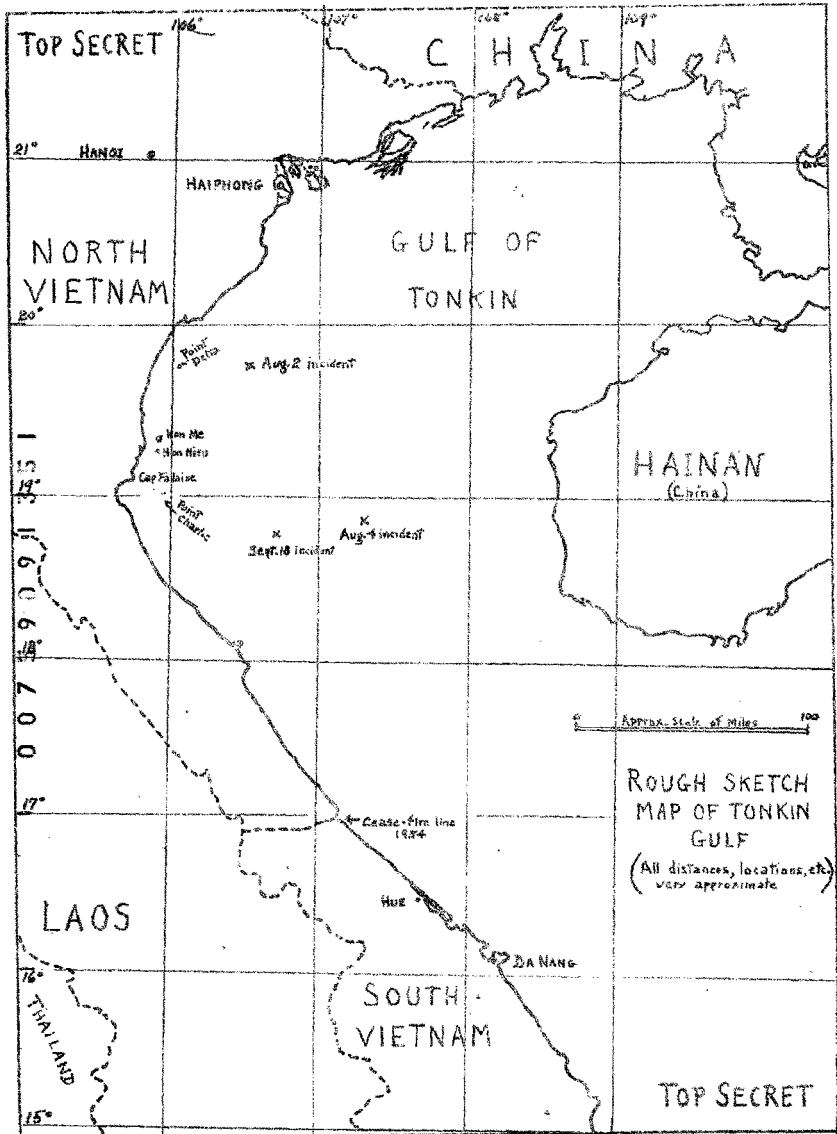 TOP SECRET
106°
107°
108°
109°
CHINA
21°
HANOI
HAIPHONG
NORTH
VIETNAM
GULF OF
TONKIN
20°
Point
Delta
Aug. 2 incident
Hon Me
Hon Nieu
Cap Falaise
19°
Point
Charlie
Sept. 18 incident
Aug. 4 incident
HAINAN
(China)
18°
0
Approx. Scale of Miles
100
17°
Cease-fire line
1954
ROUGH SKETCH
MAP OF TONKIN
GULF
(All distances, locations, etc.
very approximate)
HUE
LAOS
DA NANG
16°
THAILAND
SOUTH
VIETNAM
15°
TOP SECRET